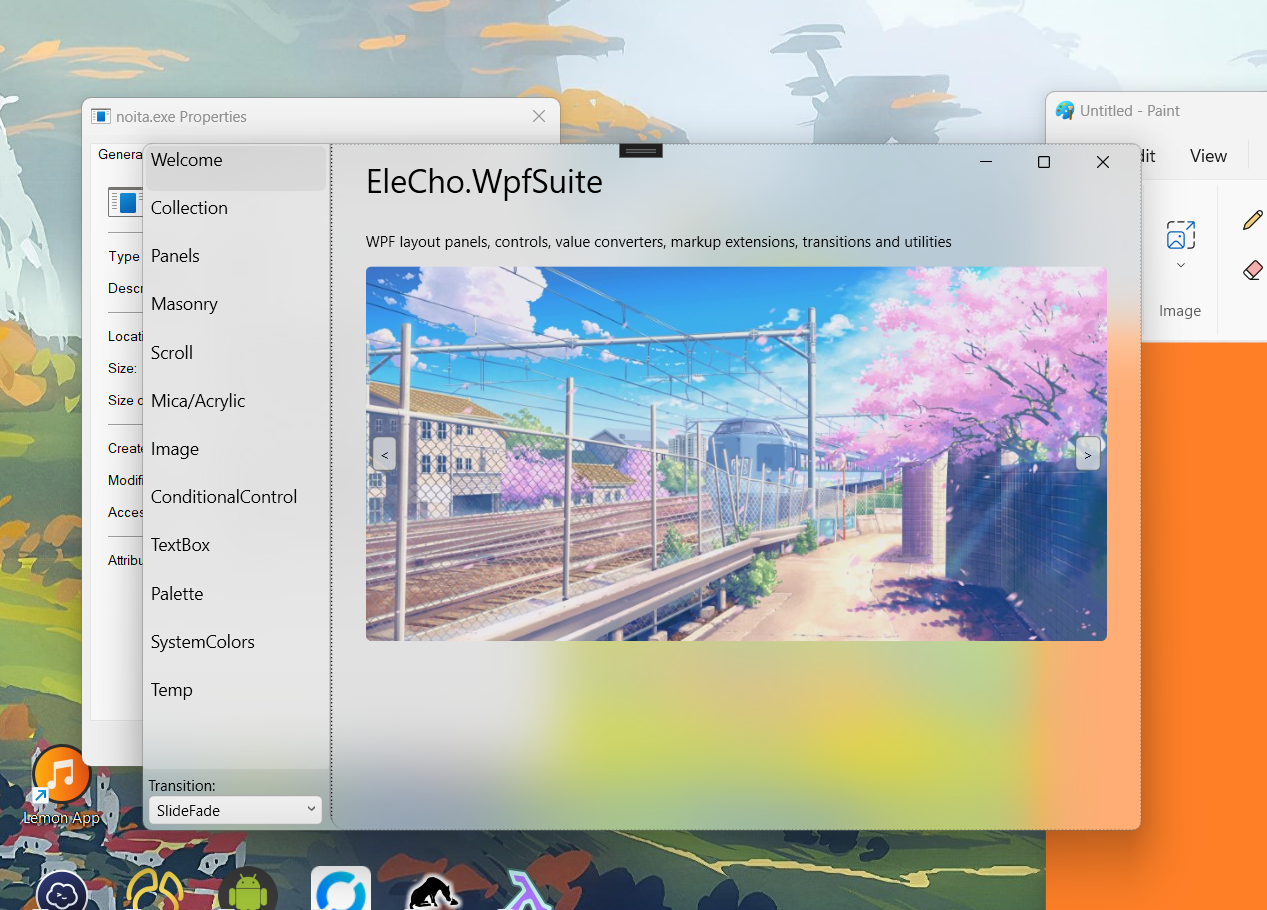 noita.exe Properties
Untitled - Paint
Genera
Welcome
dit
View
EleCho.WpfSuite
Collection
WPF layout panels, controls, value converters, markup extensions, transitions and utilities
Type
Panels
Descr
Masonry
Image
Locati
Scroll
Size:
Size o
Mica/Acrylic
Create
Image
<
>
Modifi
ConditionalControl
Acces
TextBox
Attribu
Palette
SystemColors
Temp
Transition:
SlideFade
Lemon App